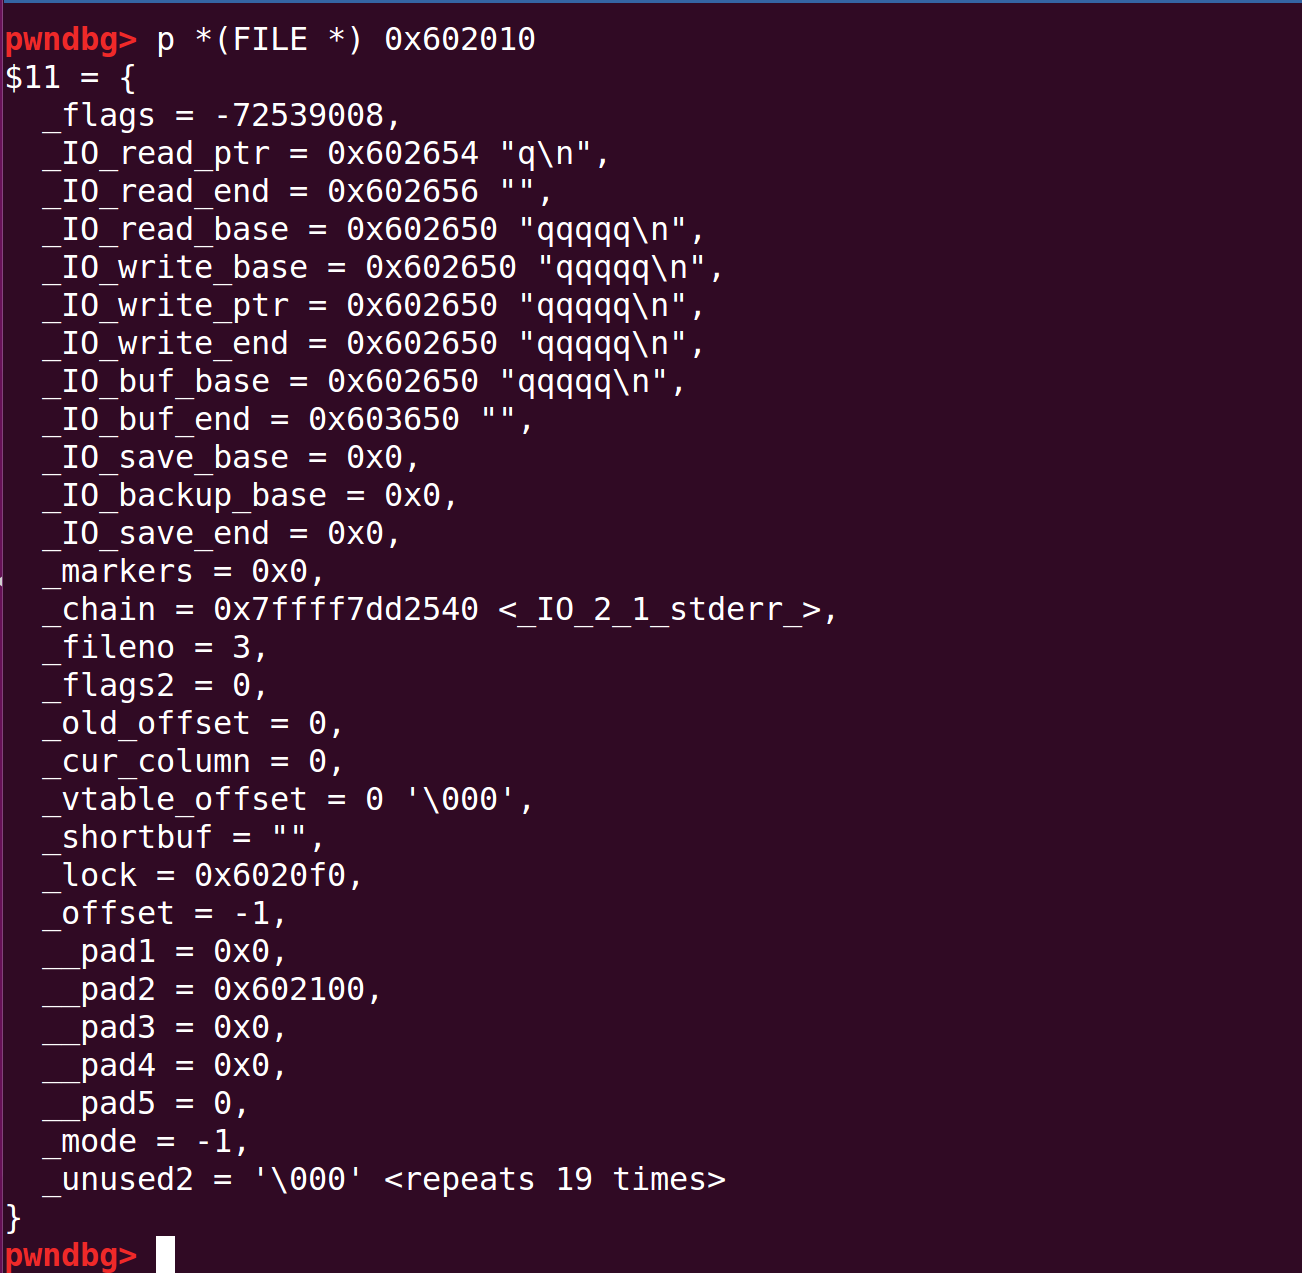 pwndbg> p *(FILE *) 0x602010
$11 = {
  _flags = -72539008,
  _IO_read_ptr = 0x602654 "q\n",
  _IO_read_end = 0x602656 "",
  _IO_read_base = 0x602650 "qqqqq\n",
  _IO_write_base = 0x602650 "qqqqq\n",
  _IO_write_ptr = 0x602650 "qqqqq\n",
  _IO_write_end = 0x602650 "qqqqq\n",
  _IO_buf_base = 0x602650 "qqqqq\n",
  _IO_buf_end = 0x603650 "",
  _IO_save_base = 0x0,
  _IO_backup_base = 0x0,
  _IO_save_end = 0x0,
  _markers = 0x0,
  _chain = 0x7ffff7dd2540 <_IO_2_1_stderr_>,
  _fileno = 3,
  _flags2 = 0,
  _old_offset = 0,
  _cur_column = 0,
  _vtable_offset = 0 '\000',
  _shortbuf = "",
  _lock = 0x6020f0,
  _offset = -1,
  __pad1 = 0x0,
  __pad2 = 0x602100,
  __pad3 = 0x0,
  __pad4 = 0x0,
  __pad5 = 0,
  _mode = -1,
  _unused2 = '\000' <repeats 19 times>
}
pwndbg>